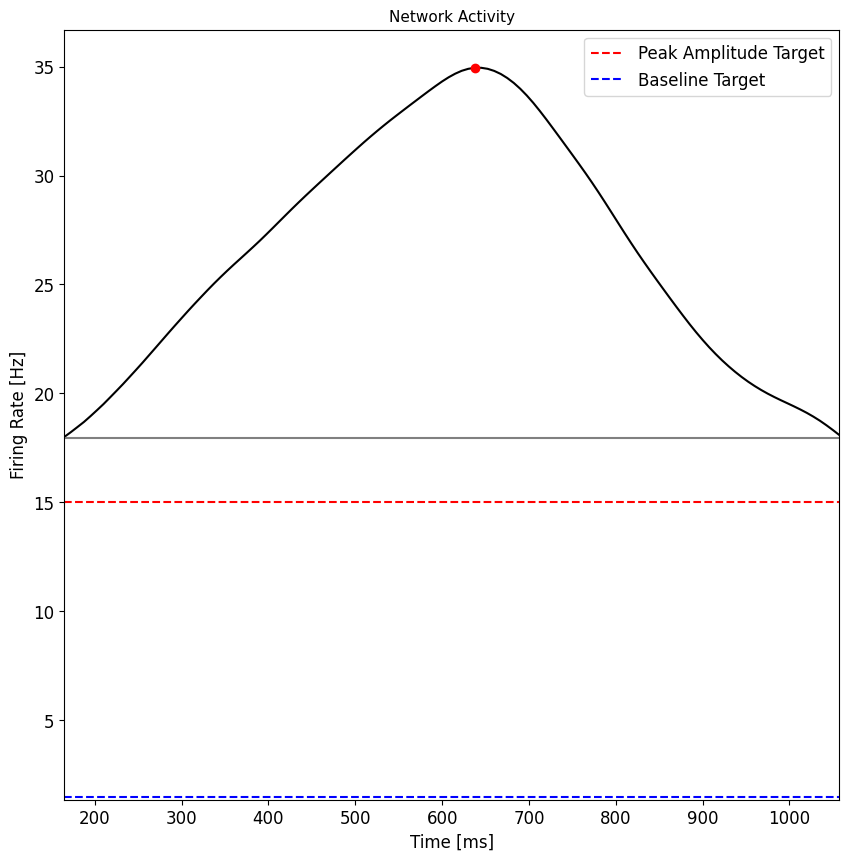 Network Activity
Peak Amplitude Target
Baseline Target
Firing Rate [Hz]
35
30
25
20
15
10
5
200 300 400 500 600 700 800 900 1000
Time [ms]